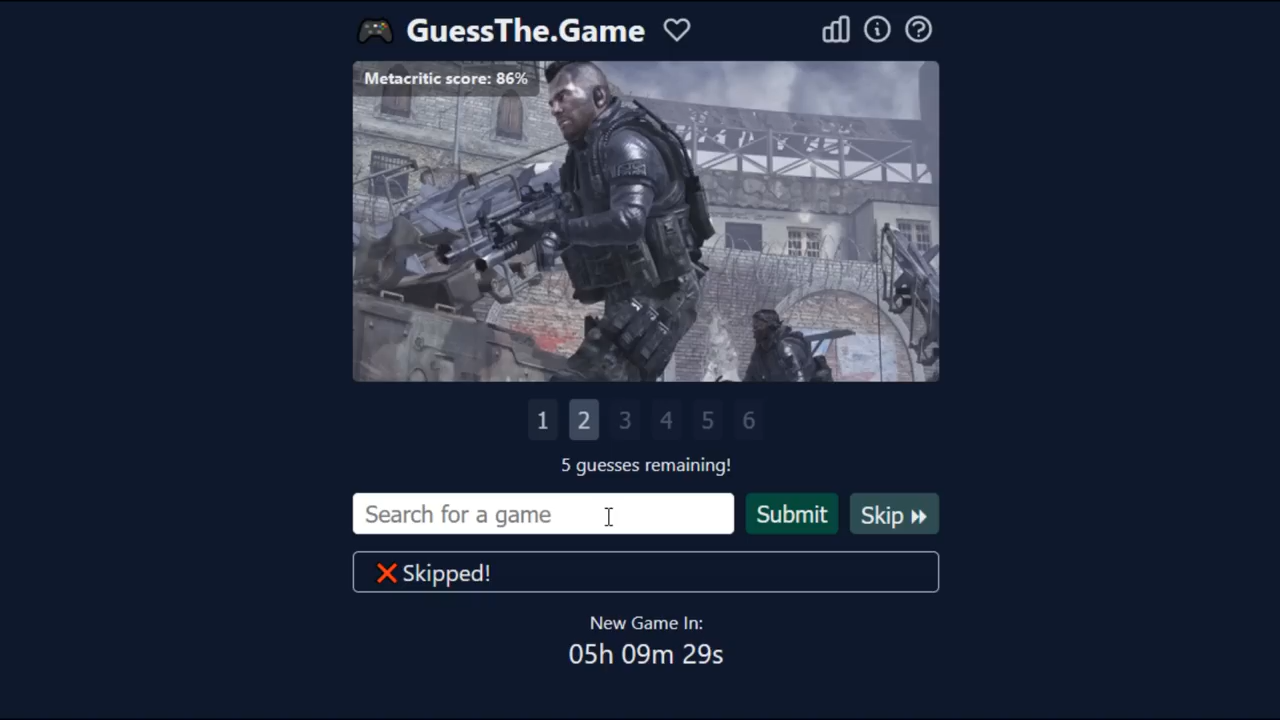 GuessThe.Game
Metacritic score: 86%
1 2 3 4 5 6
5 guesses remaining!
Search for a game
Submit
Skip
Skipped!
New Game In:
05h 09m 29s